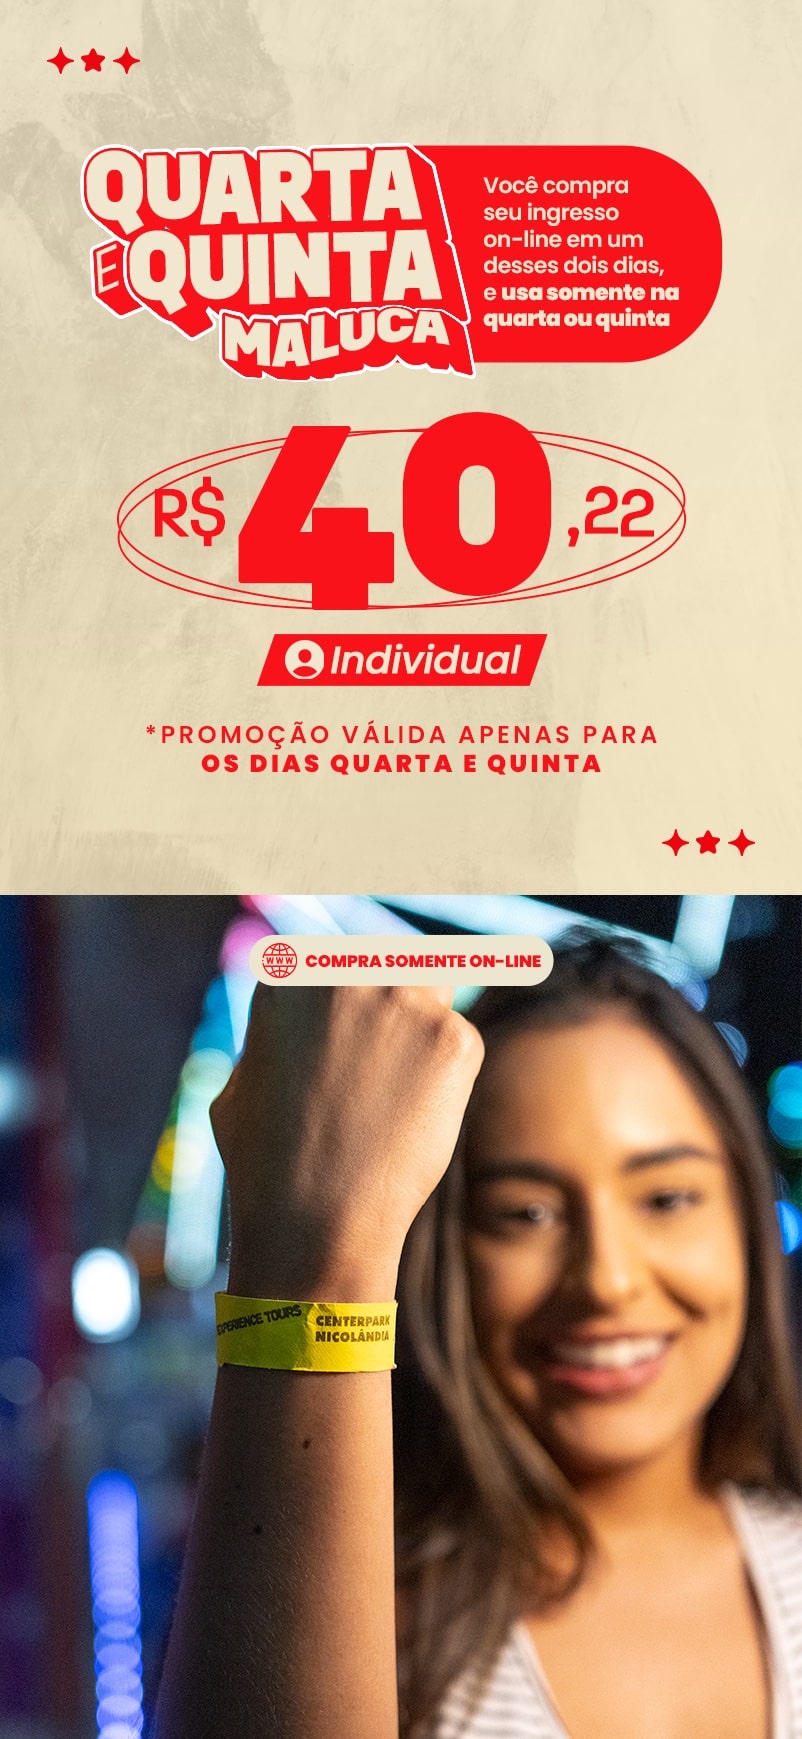 QUARTA
E QUINTA
MALUCA
Você compra
seu ingresso
on-line em um
desses dois dias,
e usa somente na
quarta ou quinta
R$40,22
Individual
*PROMOÇÃO VÁLIDA APENAS PARA
OS DIAS QUARTA E QUINTA
WWW COMPRA SOMENTE ON-LINE
TOURS
CENTERPARK
NICOLÂNDIA